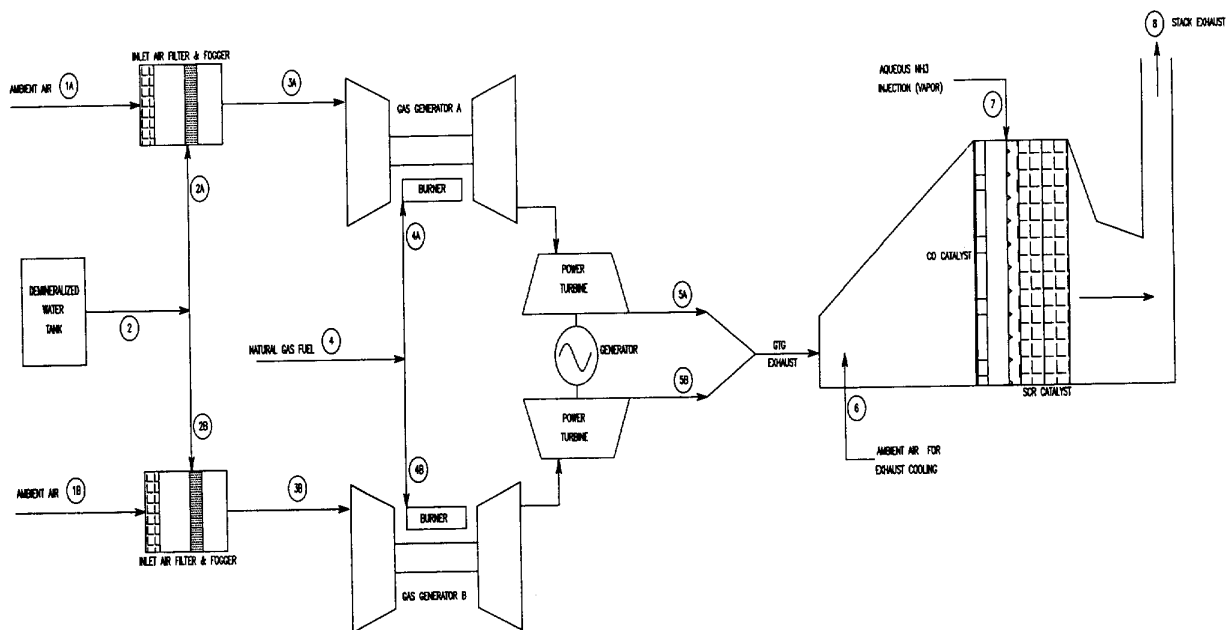 8
STACK EXHAUST
INLET AIR FILTER & FOGGER
AMBIENT AIR
1A
3A
GAS GENERATOR A
AQUEOUS NH3
INJECTION (VAPOR)
7
2A
BURNER
4A
CO CATALYST
POWER
TURBINE
5A
DEMINERALIZED
WATER
TANK
2
NATURAL GAS FUEL
4
GENERATOR
GTG
EXHAUST
5B
SCR CATALYST
6
POWER
TURBINE
2B
4B
AMBIENT AIR FOR
EXHAUST COOLING
AMBIENT AIR
1B
3B
BURNER
INLET AIR FILTER & FOGGER
GAS GENERATOR B